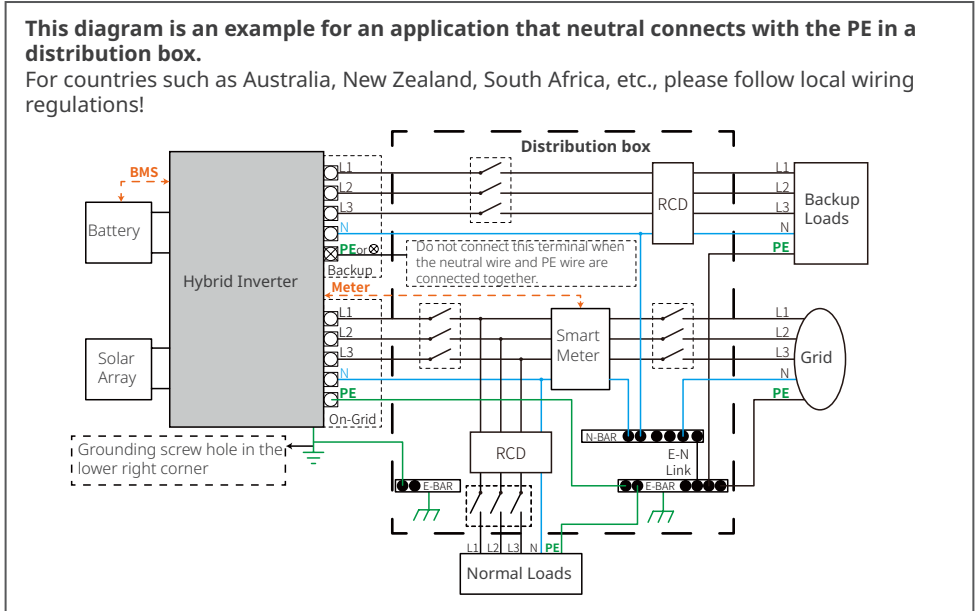 This diagram is an example for an application that neutral connects with the PE in a
distribution box.
For countries such as Australia, New Zealand, South Africa, etc., please follow local wiring
regulations!
Distribution box
BMS
Battery
Hybrid Inverter
Solar
Array
L1
L2
L3
N
PEor
Backup
Do not connect this terminal when
the neutral wire and PE wire are
connected together.
RCD
L1
L2
L3
N
PE
Backup
Loads
Meter
L1
L2
L3
N
PE
On-Grid
Smart
Meter
L1
L2
L3
N
PE
Grid
Grounding screw hole in the
lower right corner
RCD
N-BAR
E-N
Link
E-BAR
E-BAR
L1 L2 L3 N PE
Normal Loads